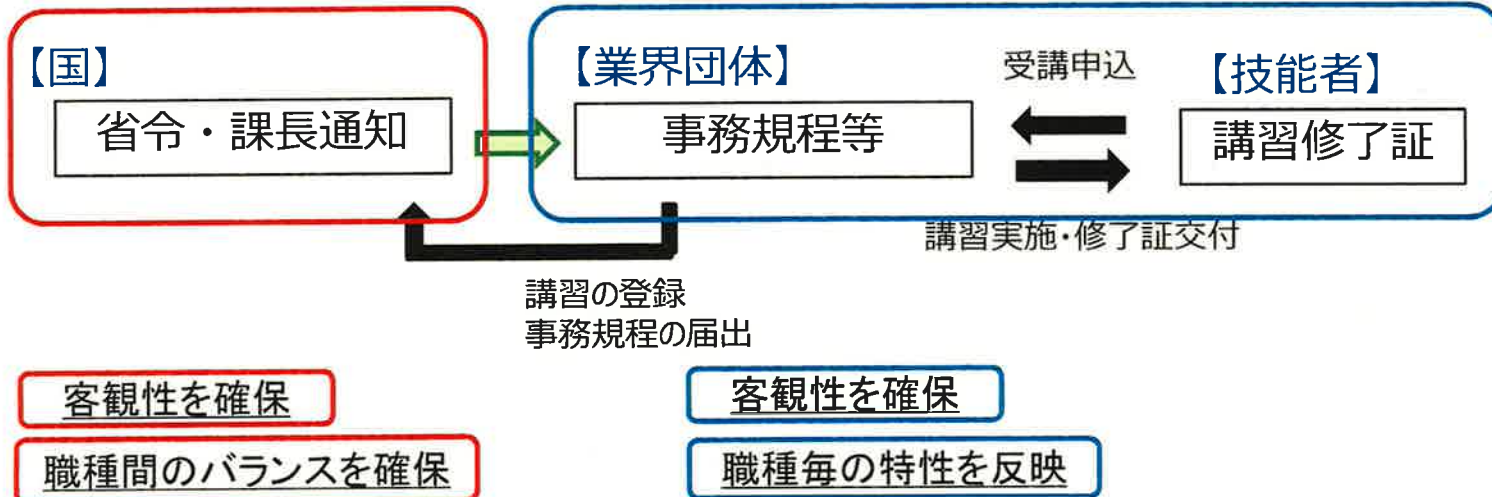 【国】
省令・課長通知
【業界団体】
事務規程等
受講申込
【技能者】
講習修了証
講習実施・修了証交付
講習の登録
事務規程の届出
客観性を確保
職種間のバランスを確保
客観性を確保
職種毎の特性を反映